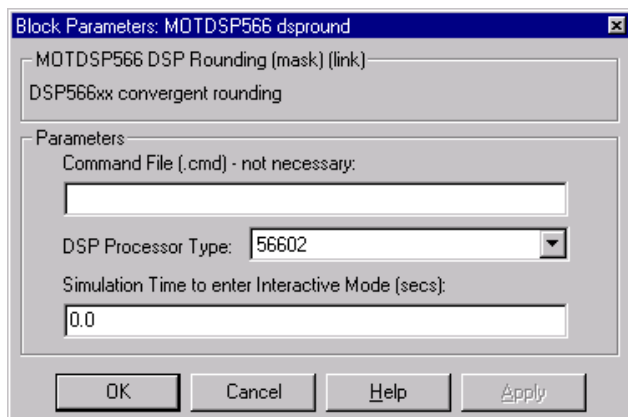 Block Parameters: MOTDSP566 dspround
MOTDSP566 DSP Rounding (mask) (link)
DSP566xx convergent rounding
Parameters
Command File (.cmd) - not necessary:
DSP Processor Type: 56602
Simulation Time to enter Interactive Mode (secs):
0.0
OK Cancel Help Apply